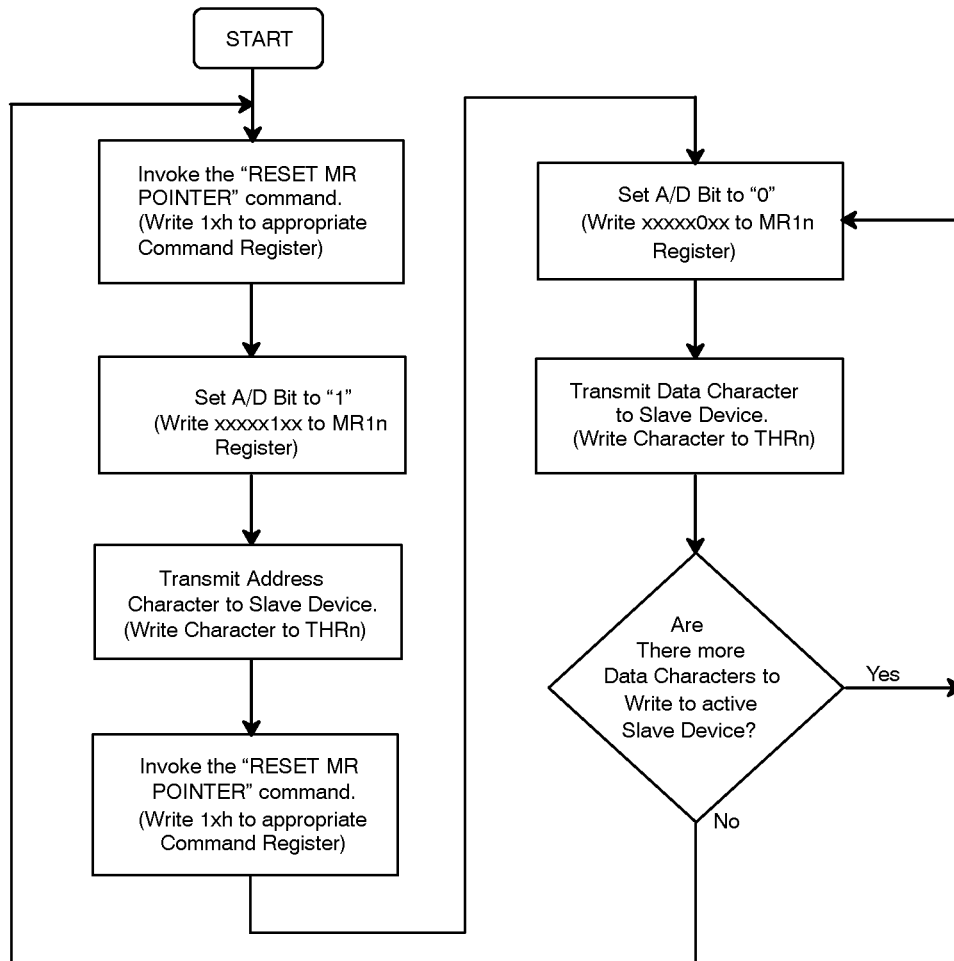 START
Invoke the “RESET MR
POINTER” command.
(Write 1xh to appropriate
Command Register)
Set A/D Bit to “1”
(Write xxxxx1xx to MR1n
Register)
Transmit Address
Character to Slave Device.
(Write Character to THRn)
Invoke the “RESET MR
POINTER” command.
(Write 1xh to appropriate
Command Register)
Set A/D Bit to “0”
(Write xxxxx0xx to MR1n
Register)
Transmit Data Character
to Slave Device.
(Write Character to THRn)
Are
There more
Data Characters to
Write to active
Slave Device?
Yes
No